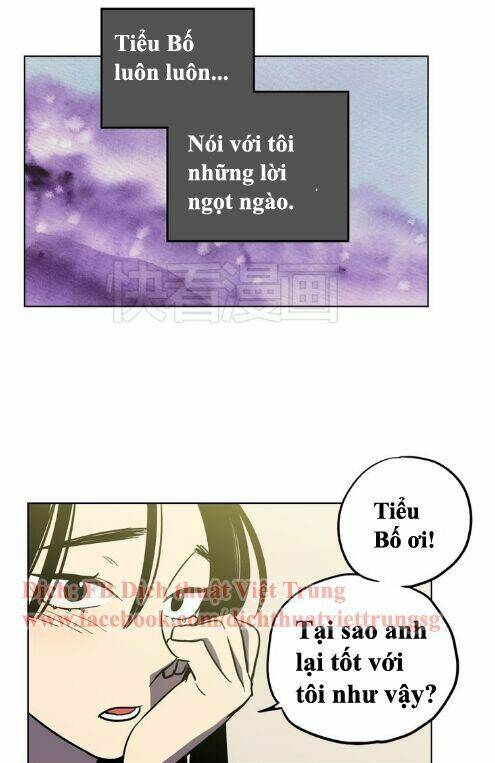 Tiểu Bố
luôn luôn...
Nói với tôi
những lời
ngọt ngào.
快看漫画
Tiểu
Bố ơi!
Dịch: FB Dịch thuật Việt Trung
www.facebook.com/dichthuatviettrungsg
Tại sao anh
lại tốt với
tôi như vậy?